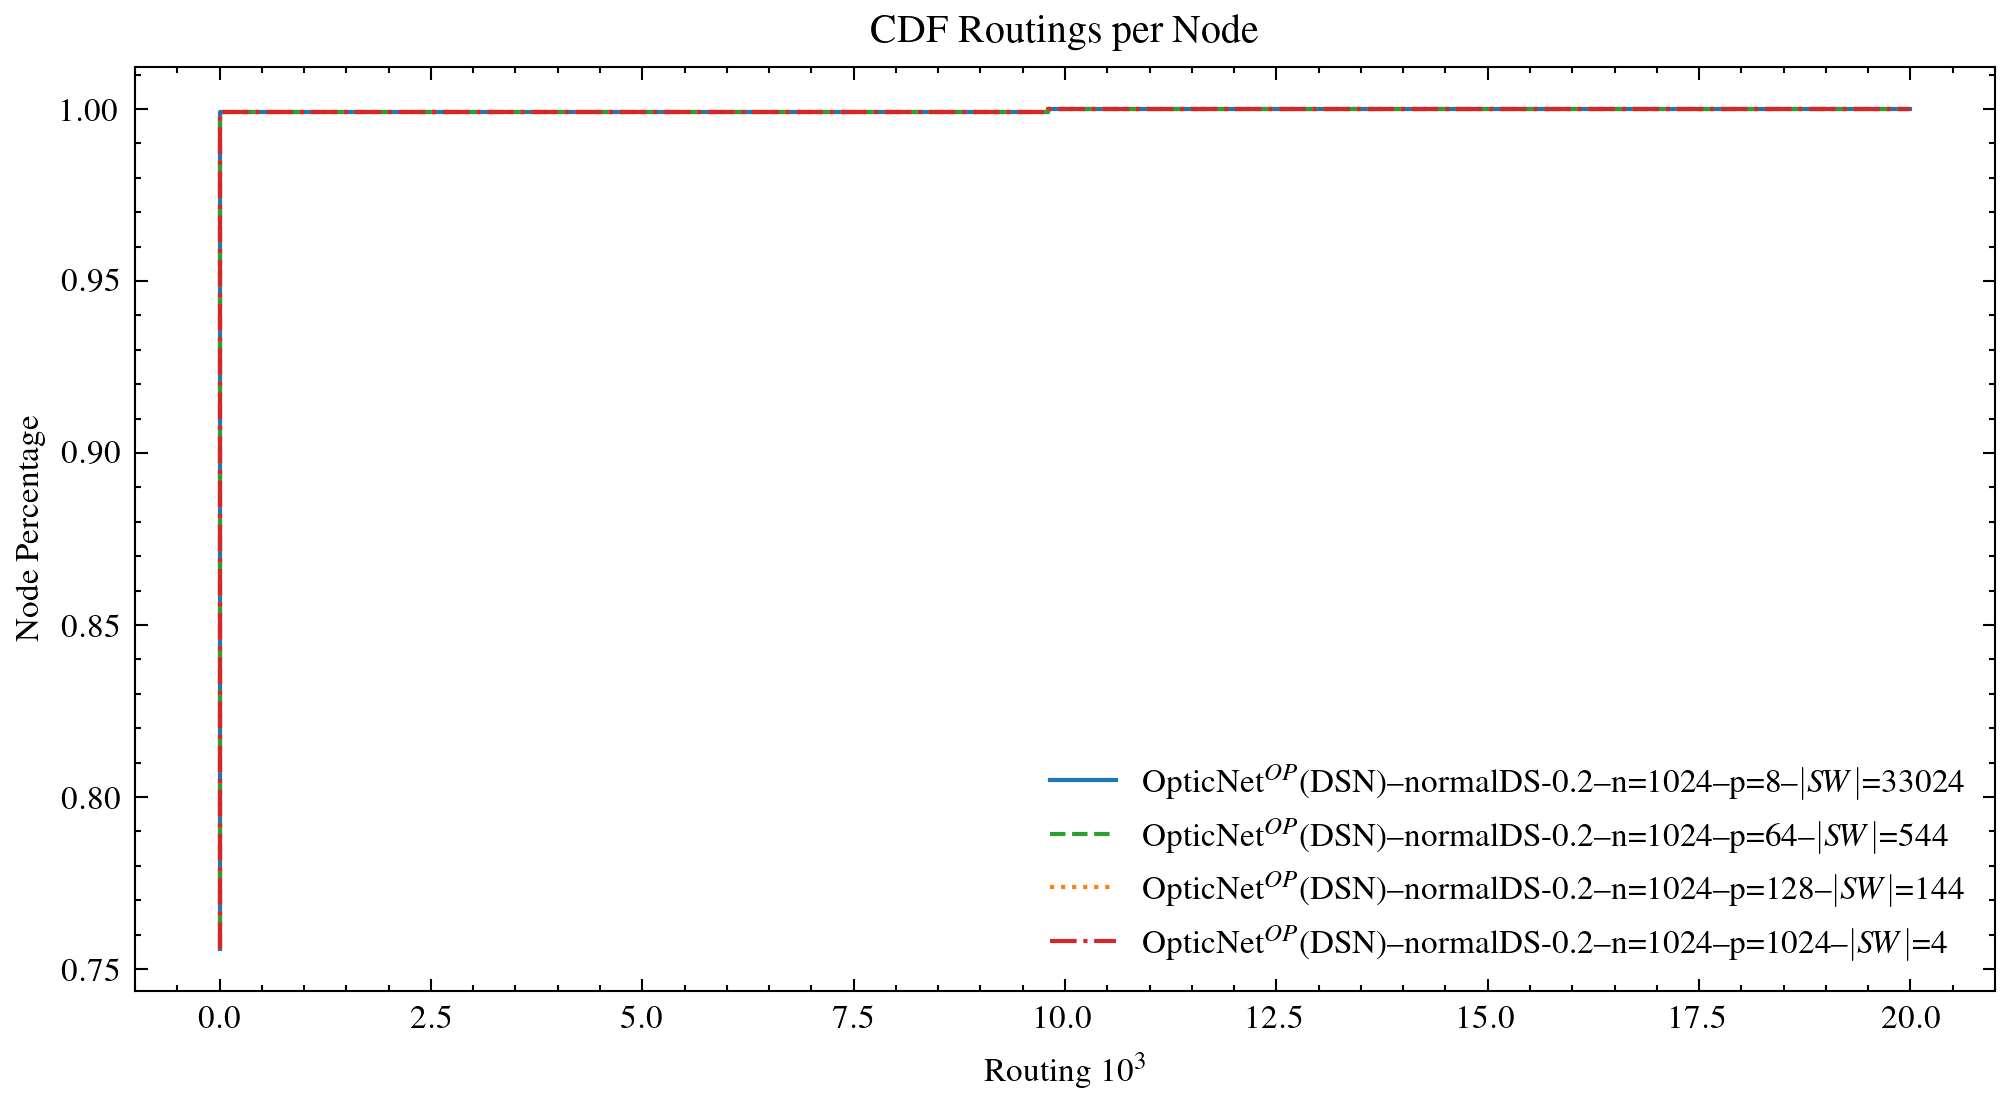 CDF Routings per Node
1.00
0.95
0.90
0.85
0.80
0.75
Node Percentage
OpticNet^{OP}(DSN)–normalDS-0.2–n=1024–p=8–|SW|=33024
OpticNet^{OP}(DSN)–normalDS-0.2–n=1024–p=64–|SW|=544
OpticNet^{OP}(DSN)–normalDS-0.2–n=1024–p=128–|SW|=144
OpticNet^{OP}(DSN)–normalDS-0.2–n=1024–p=1024–|SW|=4
0.0 2.5 5.0 7.5 10.0 12.5 15.0 17.5 20.0
Routing 10^3